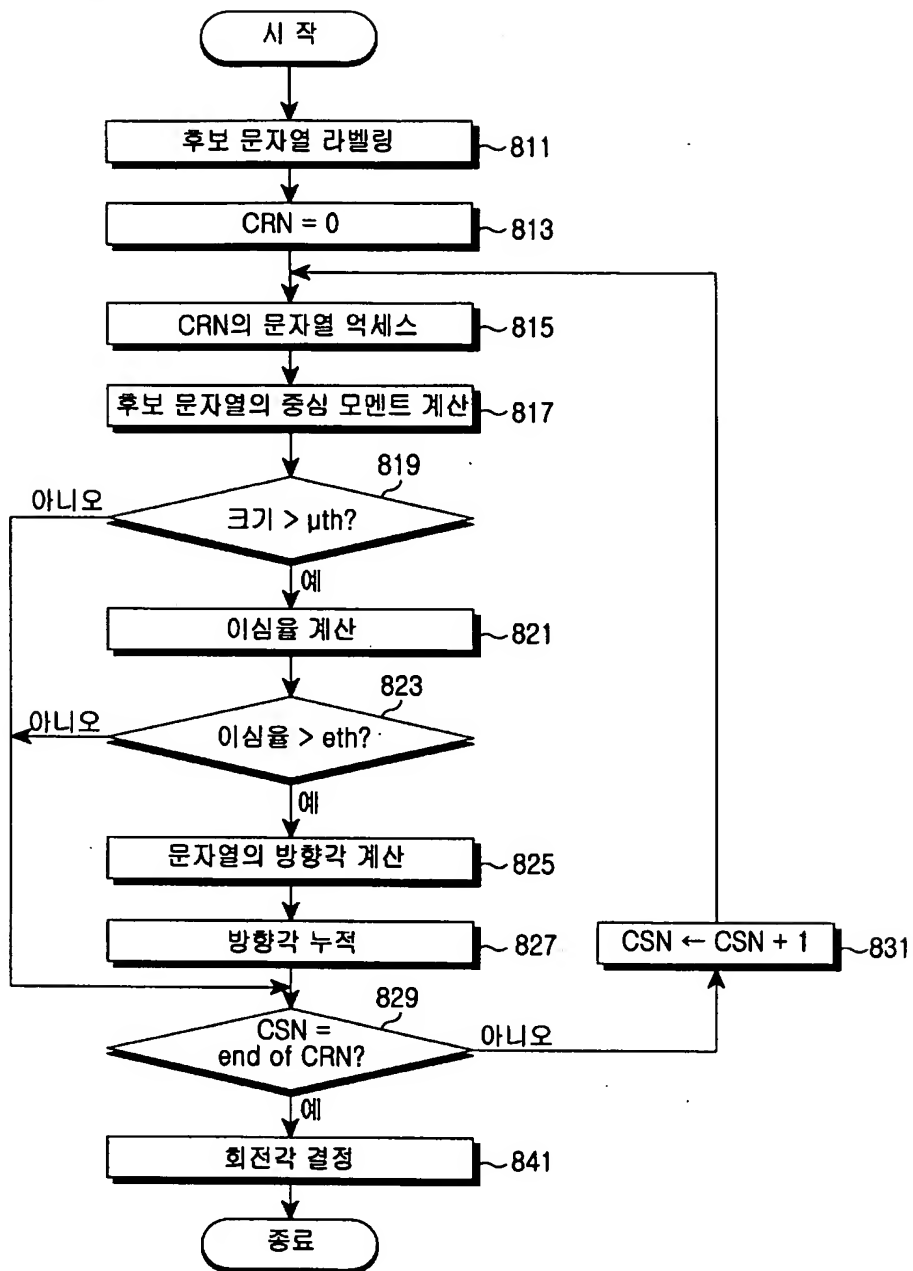 시 작
후보 문자열 라벨링
811
CRN = 0
813
CRN의 문자열 억세스
815
후보 문자열의 중심 모멘트 계산
817
819
아니오
크기 > μth?
예
이심율 계산
821
823
아니오
이심율 > eth?
예
문자열의 방향각 계산
825
방향각 누적
827
CSN ← CSN + 1
831
829
CSN =
end of CRN?
아니오
예
회전각 결정
841
종료